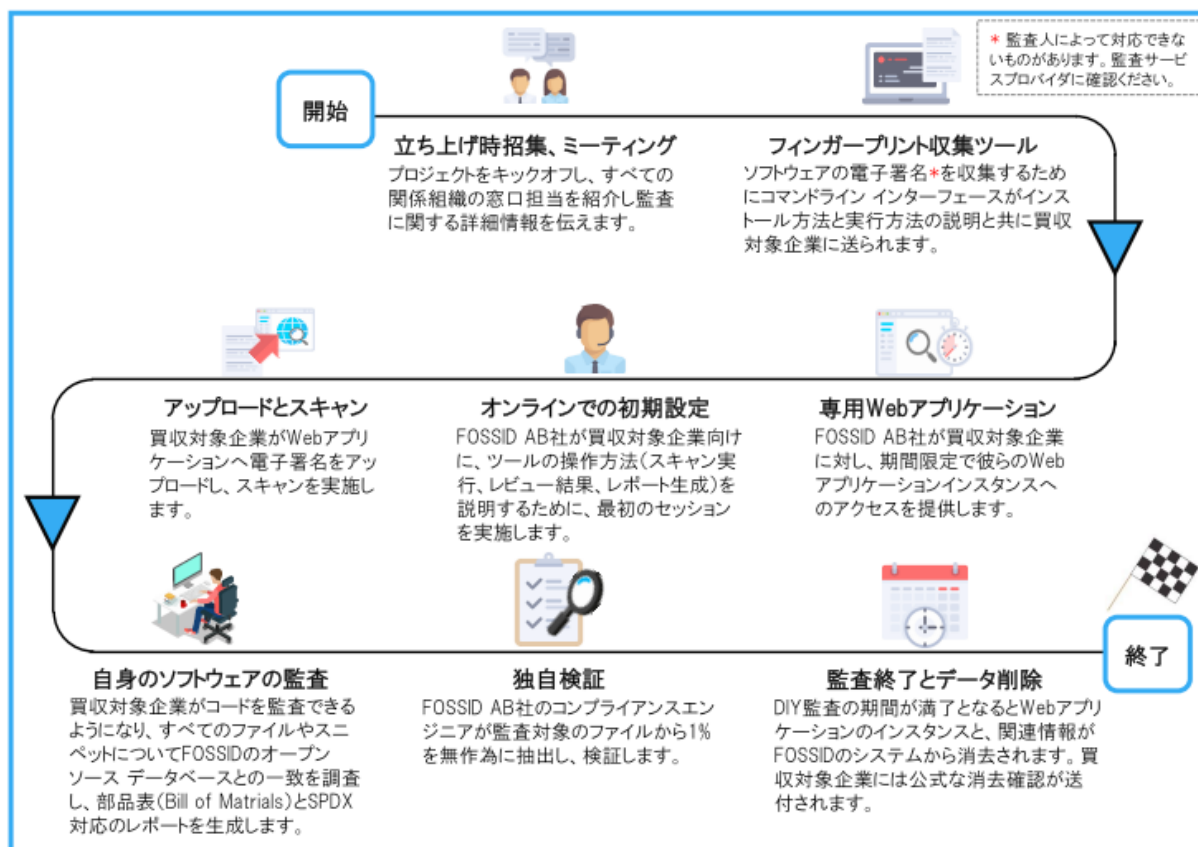 開始
* 監査人によって対応できな
いものがあります。監査サービ
スプロバイダに確認ください。
立ち上げ時招集、ミーティング
プロジェクトをキックオフし、すべての
関係組織の窓口担当を紹介し監査
に関する詳細情報を伝えます。
フィンガープリント収集ツール
ソフトウェアの電子署名*を収集するため
にコマンドライン インターフェースがインス
トール方法と実行方法の説明と共に買収
対象企業に送られます。
専用Webアプリケーション
FOSSID AB社が買収対象企業
に対し、期間限定で彼らのWeb
アプリケーションインスタンスへ
のアクセスを提供します。
オンラインでの初期設定
FOSSID AB社が買収対象企業向け
に、ツールの操作方法(スキャン実
行、レビュー結果、レポート生成)を
説明するために、最初のセッション
を実施します。
アップロードとスキャン
買収対象企業がWebアプリ
ケーションへ電子署名をアッ
プロードし、スキャンを実施し
ます。
自身のソフトウェアの監査
買収対象企業がコードを監査できる
ようになり、すべてのファイルやスニ
ペットについてFOSSIDのオープン
ソース データベースとの一致を調査
し、部品表(Bill of Matrials)とSPDX
対応のレポートを生成します。
独自検証
FOSSID AB社のコンプライアンスエン
ジニアが監査対象のファイルから1%
を無作為に抽出し、検証します。
監査終了とデータ削除
DIY監査の期間が満了となるとWebアプリ
ケーションのインスタンスと、関連情報が
FOSSIDのシステムから消去されます。買
収対象企業には公式な消去確認が送
付されます。
終了